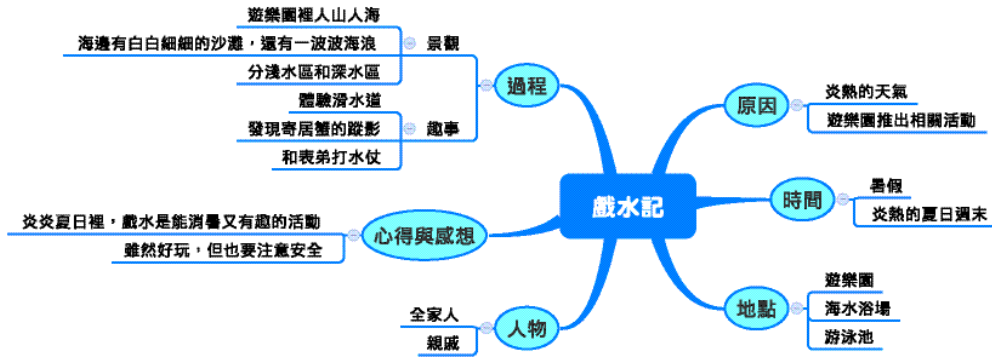 戲水記
原因
炎熱的天氣
遊樂園推出相關活動
時間
暑假
炎熱的夏日週末
地點
遊樂園
海水浴場
游泳池
人物
全家人
親戚
心得與感想
炎炎夏日裡，戲水是能消暑又有趣的活動
雖然好玩，但也要注意安全
過程
景觀
遊樂園裡人山人海
海邊有白白細細的沙灘，還有一波波海浪
分淺水區和深水區
趣事
體驗滑水道
發現寄居蟹的蹤影
和表弟打水仗